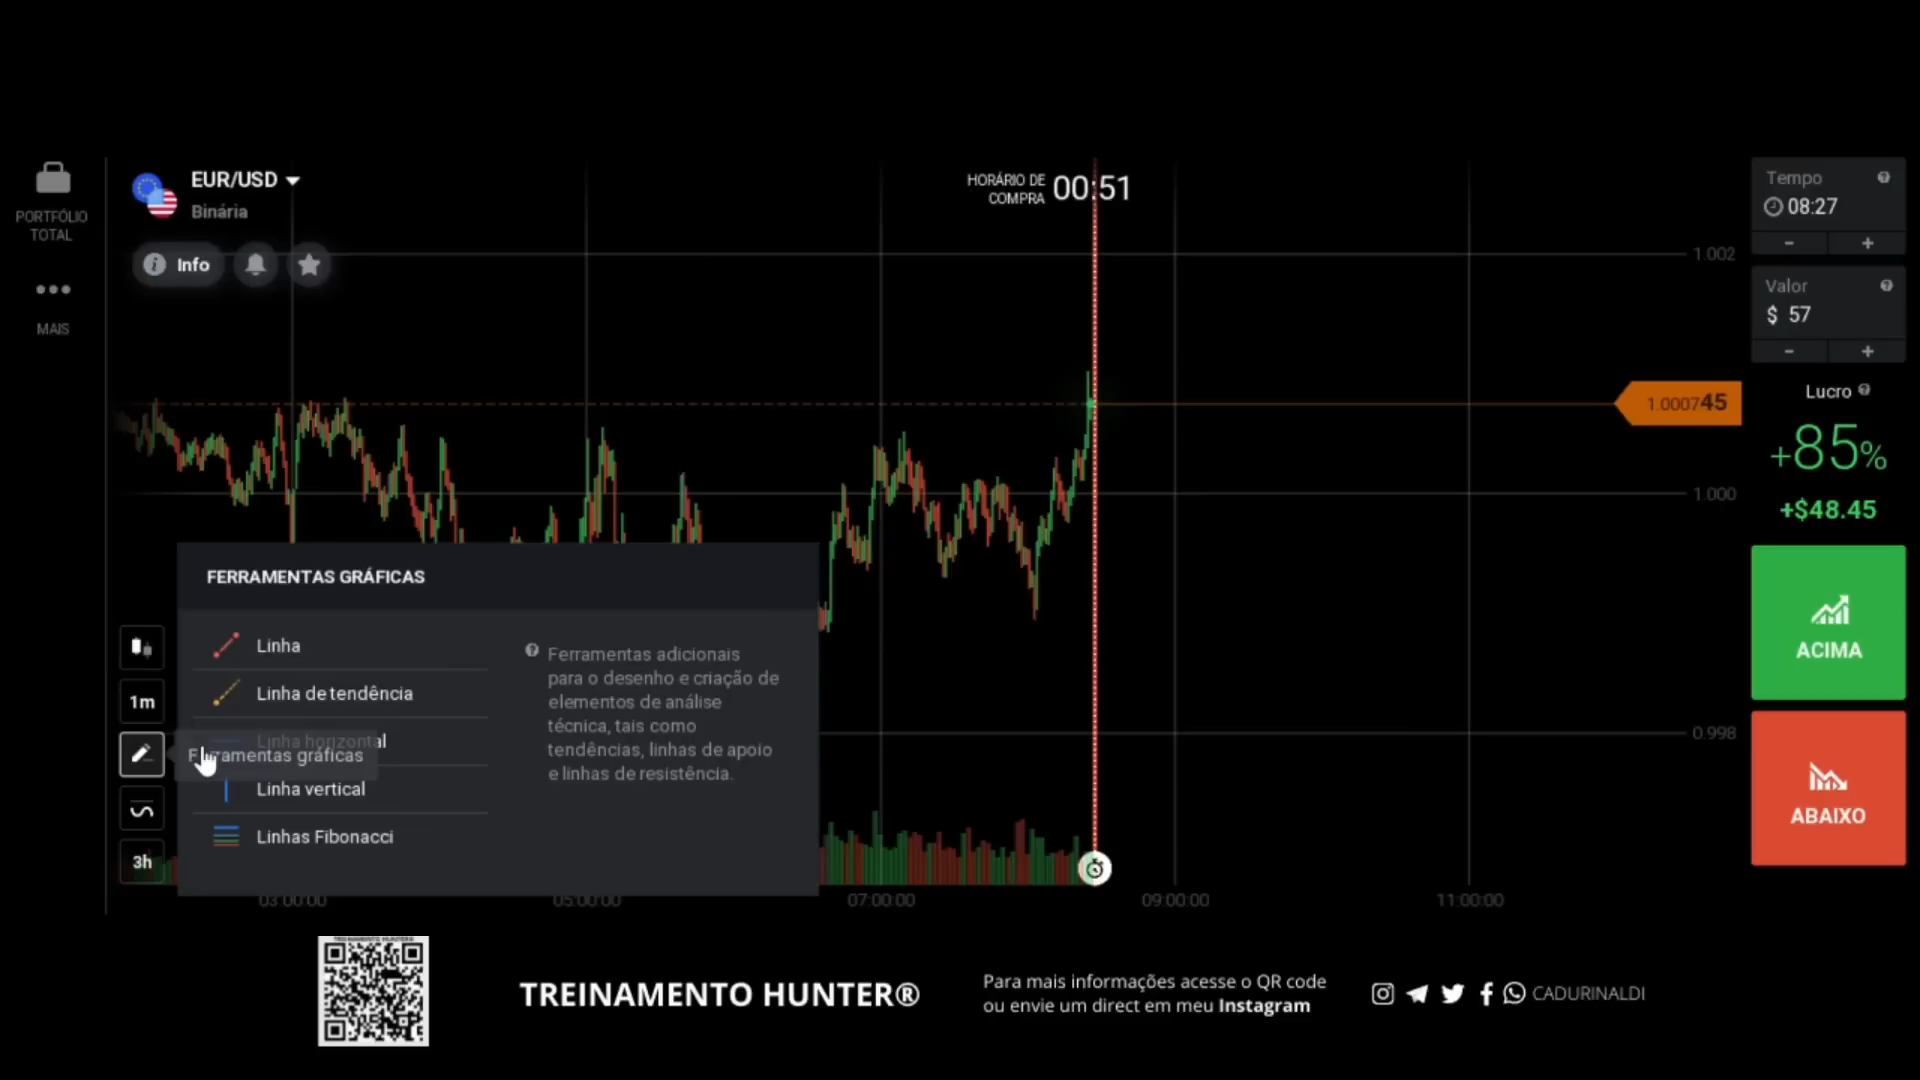 PORTFÓLIO
TOTAL
MAIS
EUR/USD
Binária
Info
HORÁRIO DE
COMPRA
00:51
Tempo
08:27
-
+
Valor
$ 57
-
+
Lucro
+85%
+$48.45
ACIMA
ABAIXO
1.002
1.000745
1.000
0.998
FERRAMENTAS GRÁFICAS
Linha
Linha de tendência
Linha horizontal
Ferramentas gráficas
Linha vertical
Linhas Fibonacci
Ferramentas adicionais
para o desenho e criação de
elementos de análise
técnica, tais como
tendências, linhas de apoio
e linhas de resistência.
1m
3h
03:00:00
05:00:00
07:00:00
09:00:00
11:00:00
TREINAMENTO HUNTER®
TREINAMENTO HUNTER®
Para mais informações acesse o QR code
ou envie um direct em meu Instagram
CADURINALDI